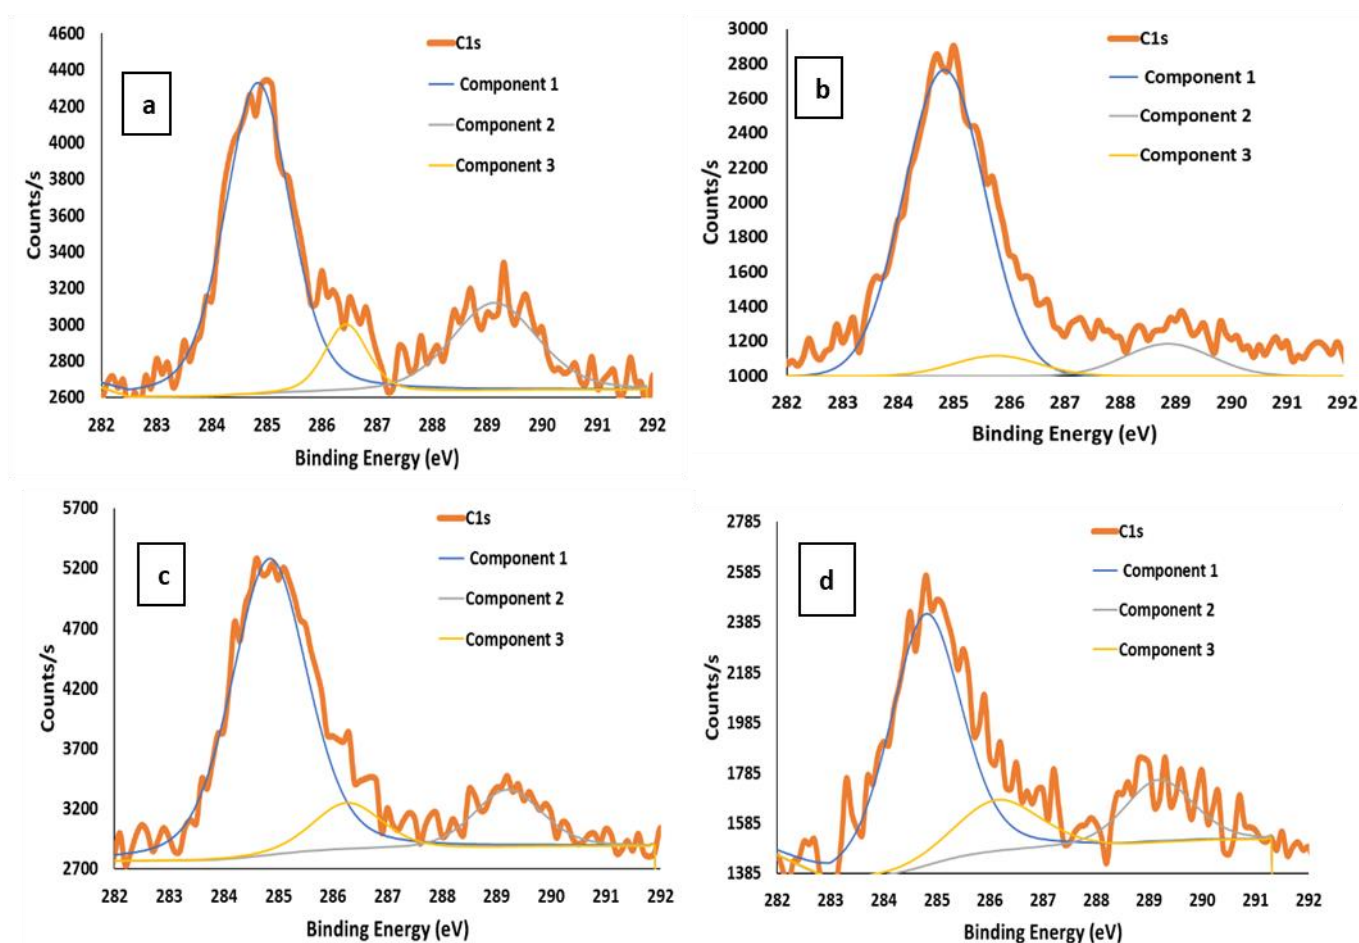 4600
4400
4200
4000
3800
3600
3400
3200
3000
2800
2600
Counts/s
a
C1s
Component 1
Component 2
Component 3
282 283 284 285 286 287 288 289 290 291 292
Binding Energy (eV)
3000
2800
2600
2400
2200
2000
1800
1600
1400
1200
1000
Counts/s
b
C1s
Component 1
Component 2
Component 3
282 283 284 285 286 287 288 289 290 291 292
Binding Energy (eV)
5700
5200
4700
4200
3700
3200
2700
Counts/s
c
C1s
Component 1
Component 2
Component 3
282 283 284 285 286 287 288 289 290 291 292
Binding Energy (eV)
2785
2585
2385
2185
1985
1785
1585
1385
Counts/s
d
C1s
Component 1
Component 2
Component 3
282 283 284 285 286 287 288 289 290 291 292
Binding Energy (eV)